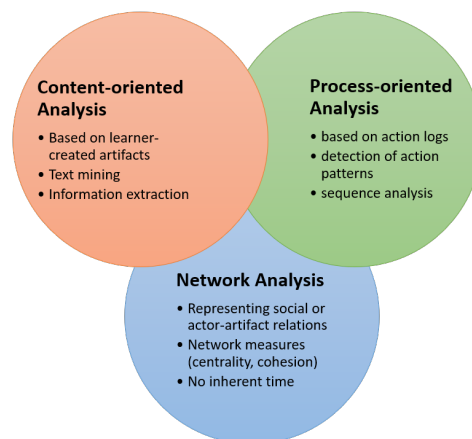 Content-oriented
Analysis
• Based on learner-
created artifacts
• Text mining
• Information extraction
Process-oriented
Analysis
• based on action logs
• detection of action
patterns
• sequence analysis
Network Analysis
• Representing social or
actor-artifact relations
• Network measures
(centrality, cohesion)
• No inherent time